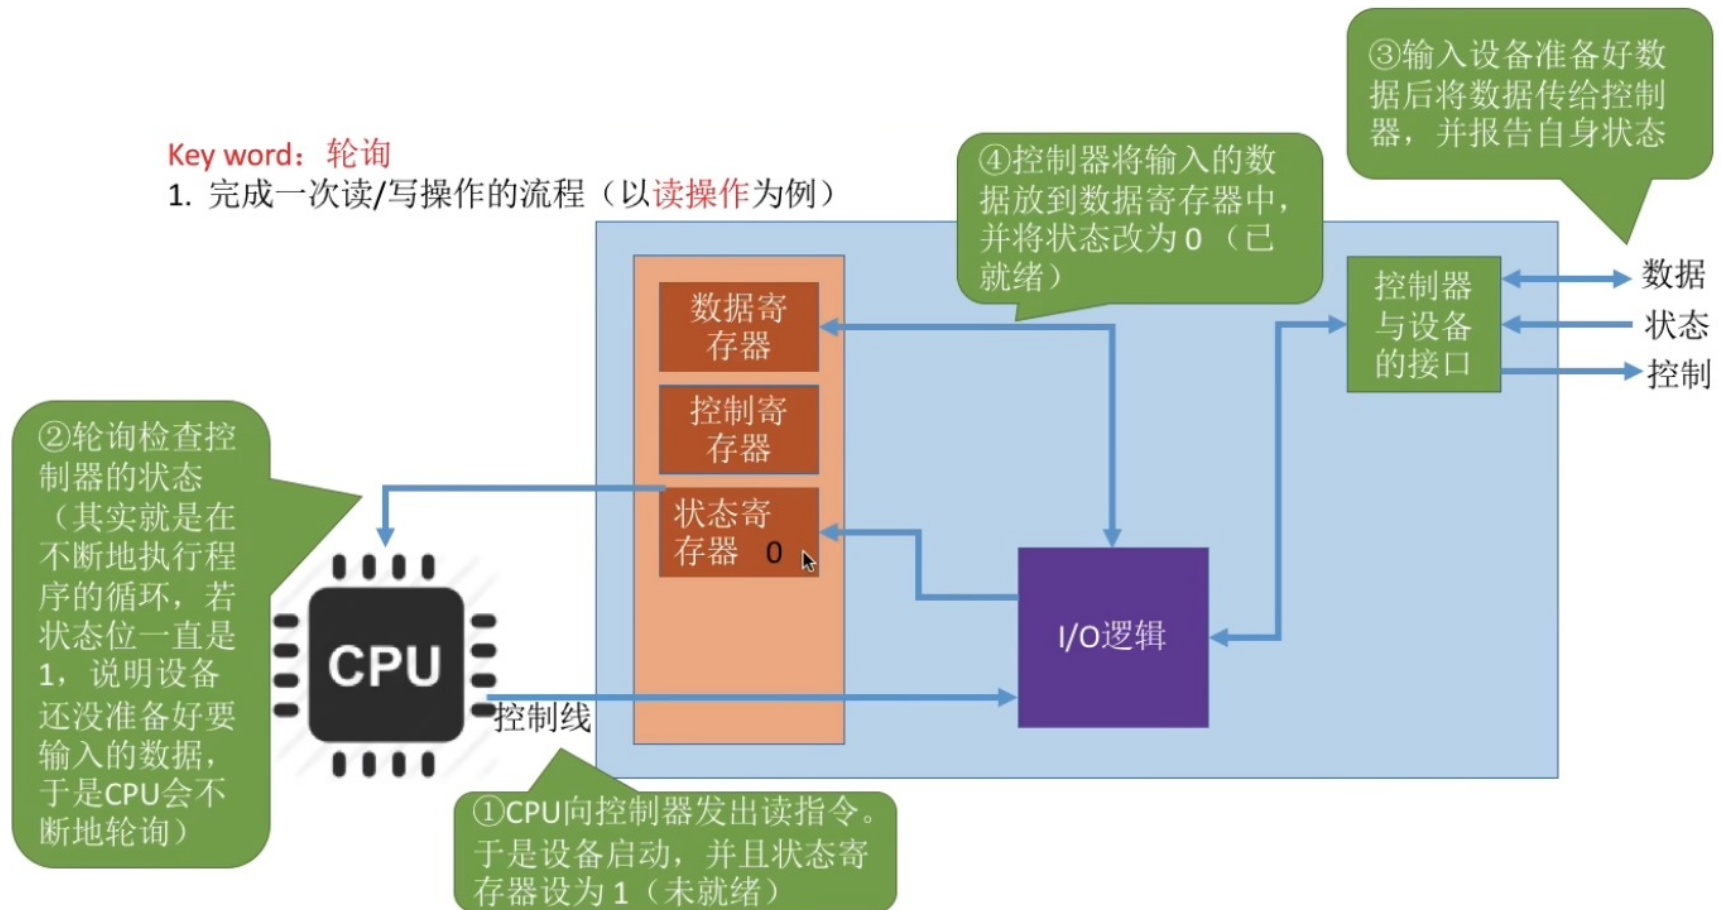 Key word：轮询
1. 完成一次读/写操作的流程（以读操作为例）
③输入设备准备好数
据后将数据传给控制
器，并报告自身状态
④控制器将输入的数
据放到数据寄存器中，
并将状态改为 0 （已
就绪）
数据寄
存器
控制寄
存器
状态寄
存器 0
控制器
与设备
的接口
数据
状态
控制
②轮询检查控
制器的状态
（其实就是在
不断地执行程
序的循环，若
状态位一直是
1，说明设备
还没准备好要
输入的数据，
于是CPU会不
断地轮询）
CPU
控制线
I/O逻辑
①CPU向控制器发出读指令。
于是设备启动，并且状态寄
存器设为 1（未就绪）